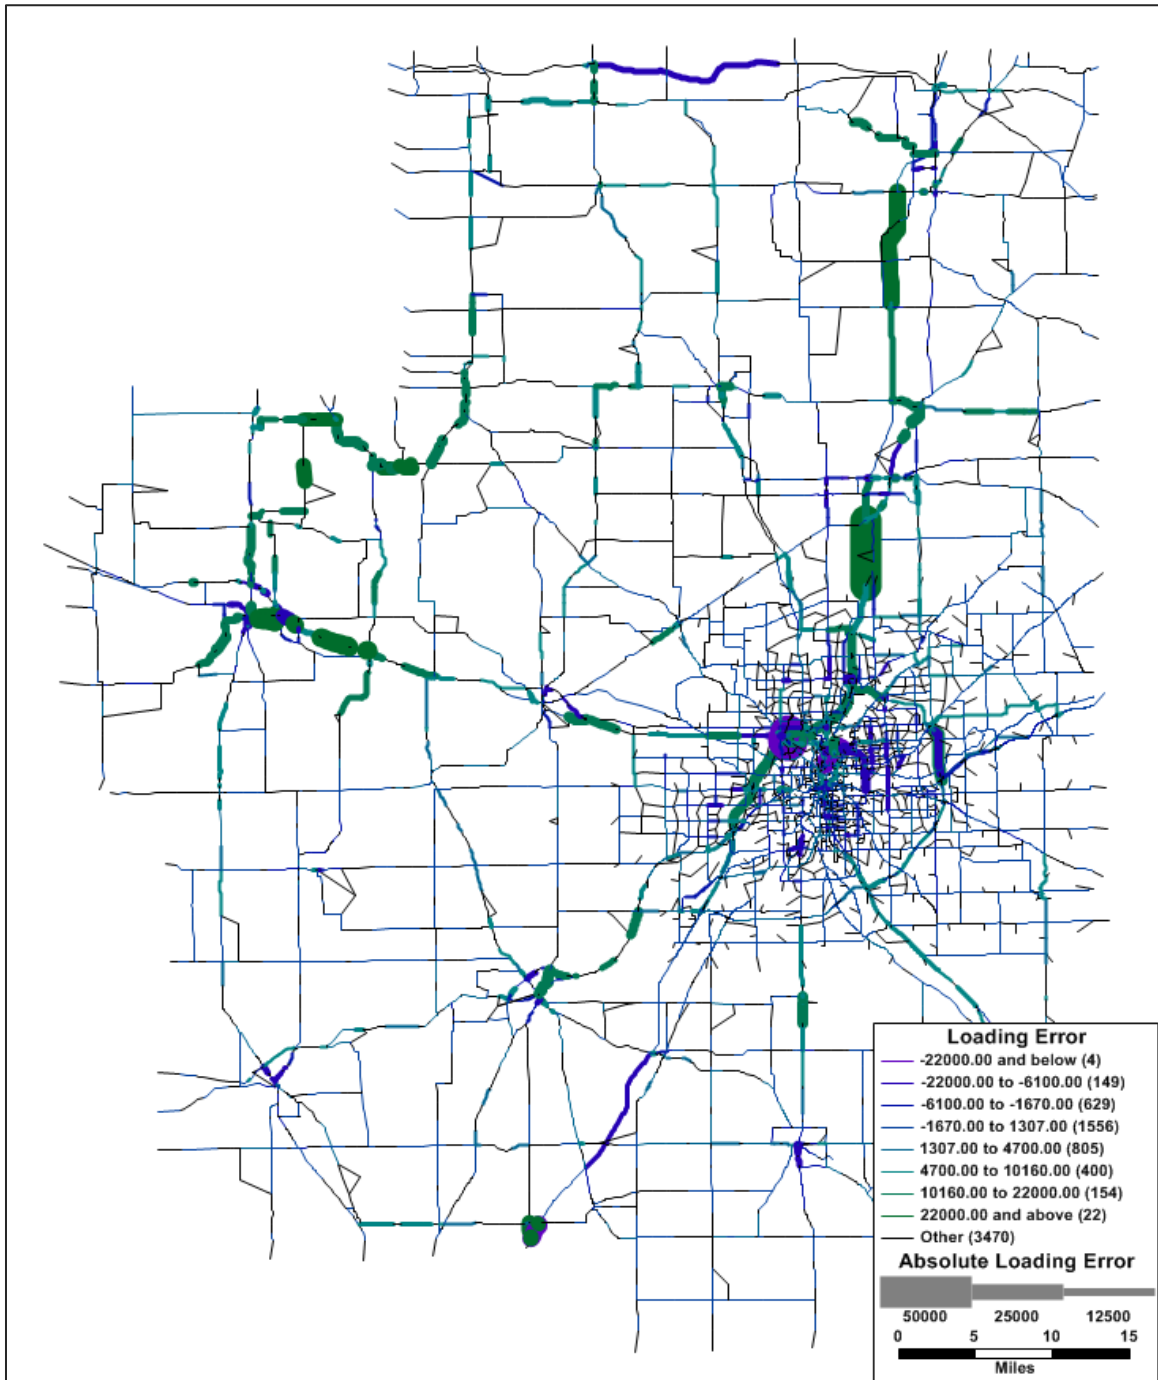 Loading Error
-22000.00 and below (4)
-22000.00 to -6100.00 (149)
-6100.00 to -1670.00 (629)
-1670.00 to 1307.00 (1556)
1307.00 to 4700.00 (805)
4700.00 to 10160.00 (400)
10160.00 to 22000.00 (154)
22000.00 and above (22)
Other (3470)
Absolute Loading Error
50000 25000 12500
0 5 10 15
Miles